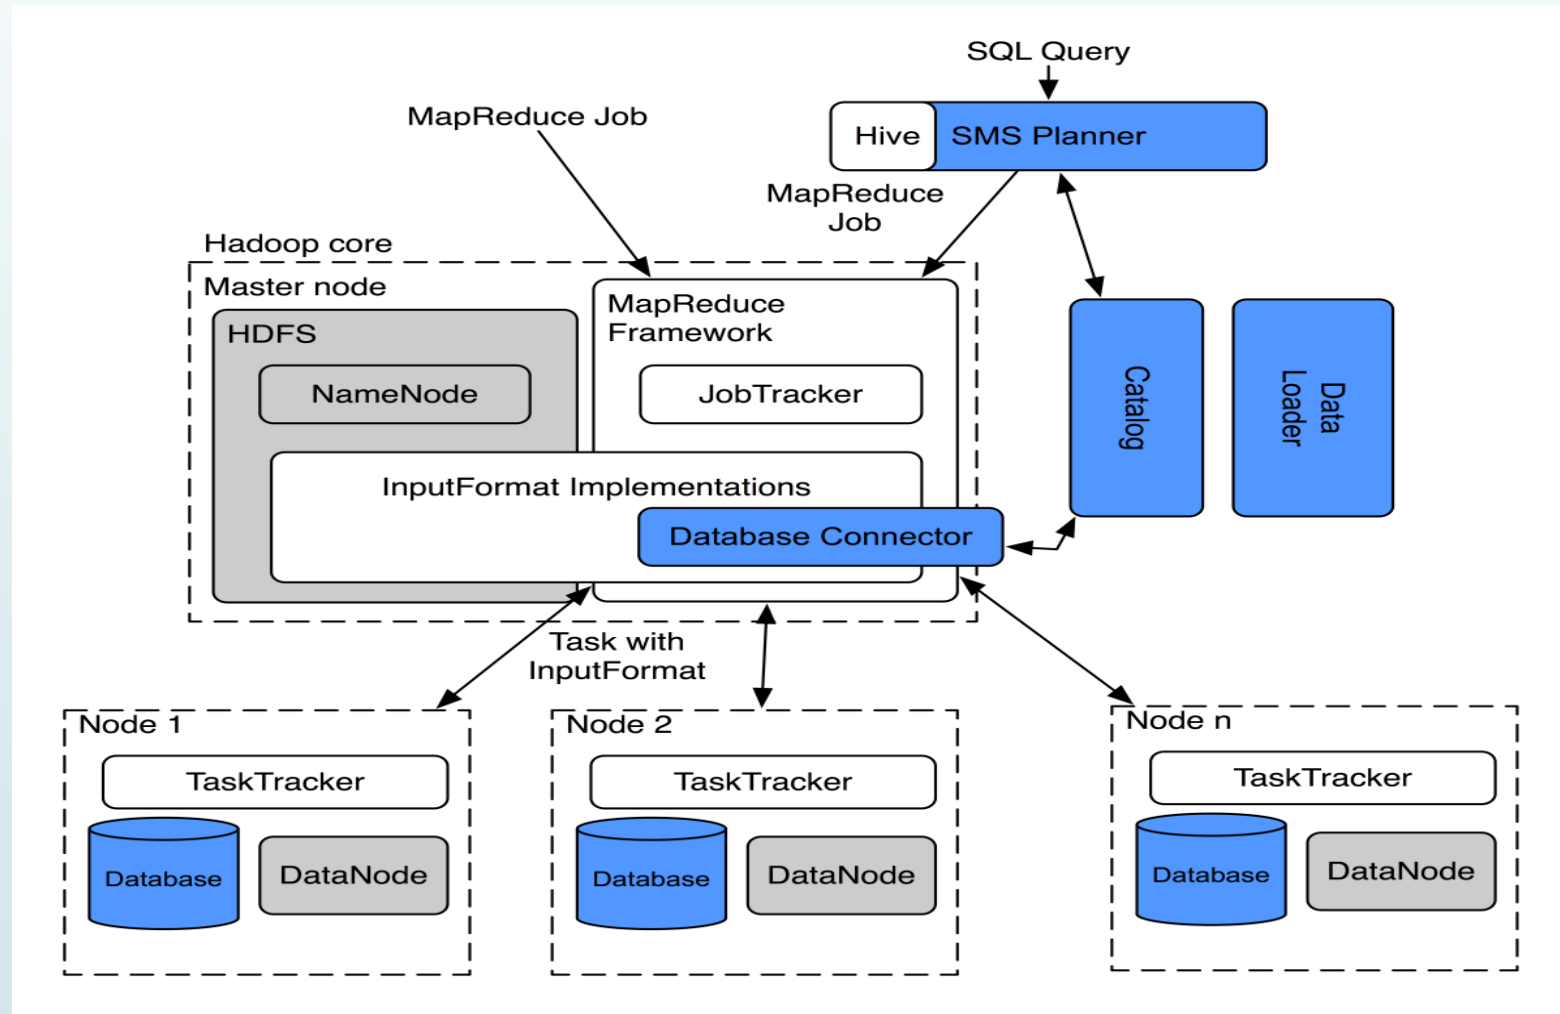 SQL Query
MapReduce Job
Hive
SMS Planner
MapReduce
Job
Hadoop core
Master node
HDFS
NameNode
MapReduce
Framework
JobTracker
InputFormat Implementations
Database Connector
Catalog
Data
Loader
Task with
InputFormat
Node 1
TaskTracker
Database
DataNode
Node 2
TaskTracker
Database
DataNode
Node n
TaskTracker
Database
DataNode